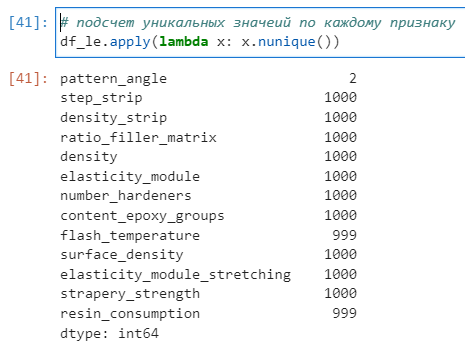 [41]: # подсчет уникальных значеий по каждому признаку
df_le.apply(lambda x: x.nunique())
[41]: pattern_angle 2
step_strip 1000
density_strip 1000
ratio_filler_matrix 1000
density 1000
elasticity_module 1000
number_hardeners 1000
content_epoxy_groups 1000
flash_temperature 999
surface_density 1000
elasticity_module_stretching 1000
strapery_strength 1000
resin_consumption 999
dtype: int64